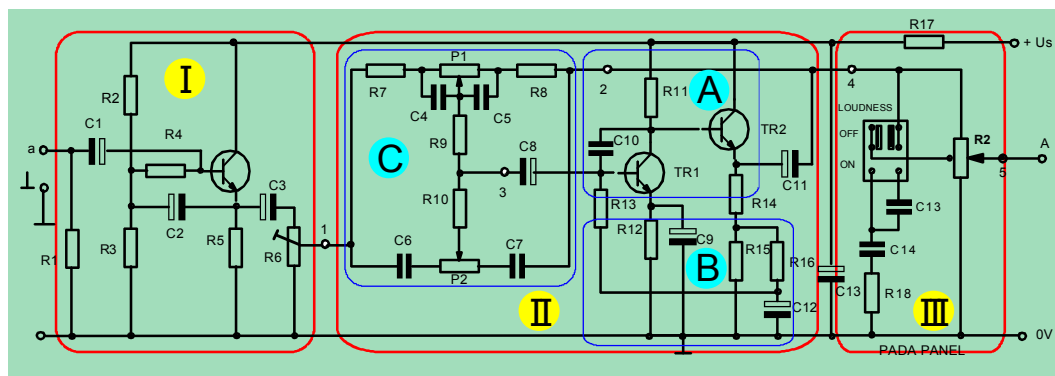 R17
+ Us
P1
I
R2
R7
R8
2
R11
A
4
C1
R4
C4
C5
LOUDNESS
a
R9
C10
TR2
OFF
R2
A
C
C8
C3
3
TR1
C11
ON
5
R10
R13
R14
C13
C2
1
R12
C9
R3
R5
R6
C6
C7
R15
C14
R1
B
R16
P2
C13
R18
II
C12
III
0V
PADA PANEL